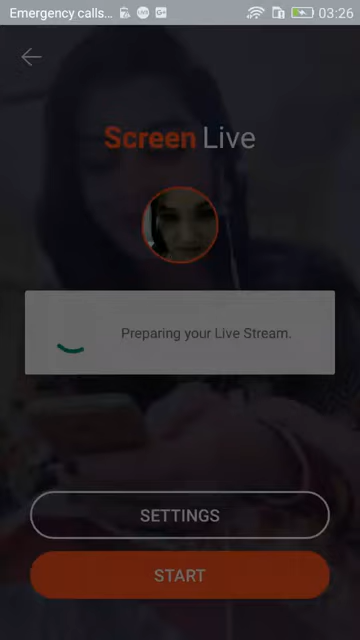 Emergency calls... 03:26
Screen Live
Preparing your Live Stream.
SETTINGS
START